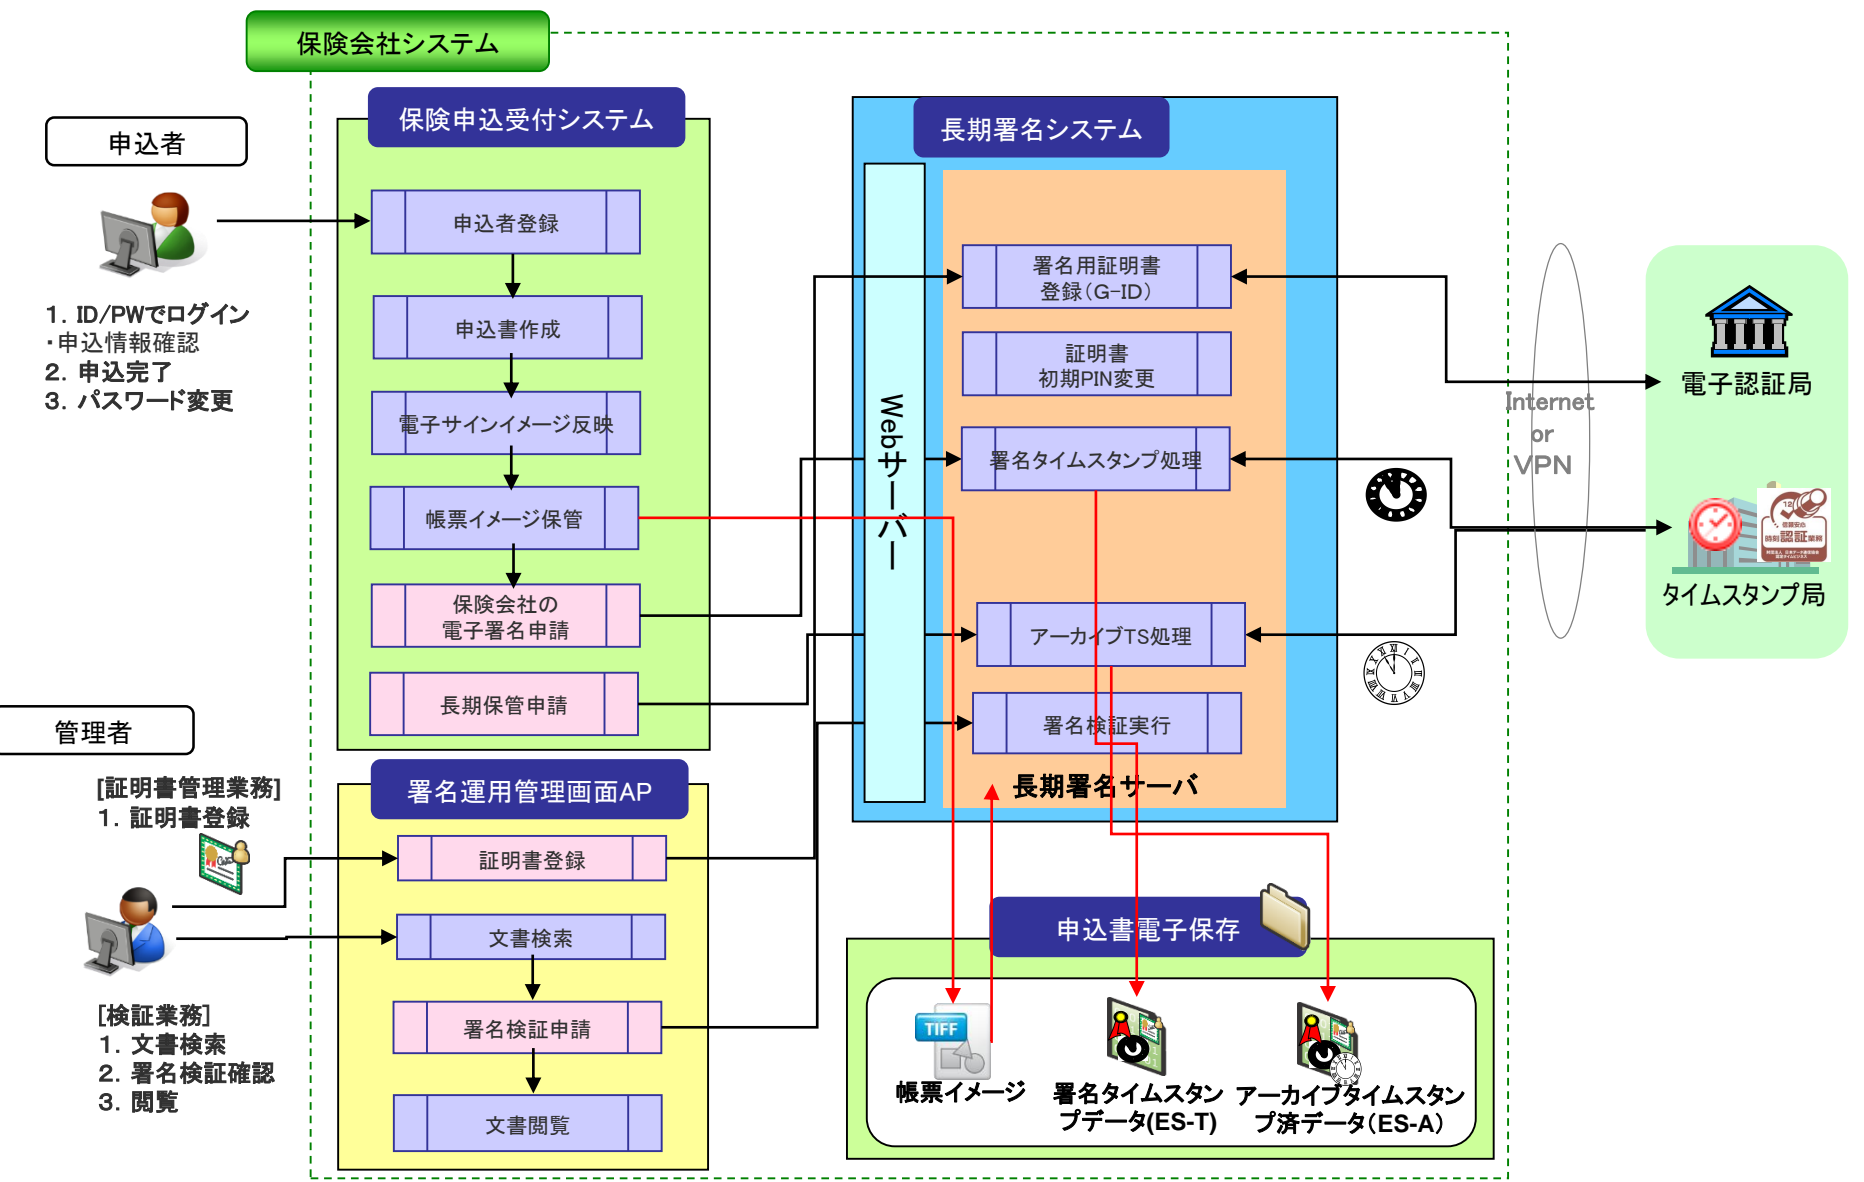 保険会社システム
申込者
1. ID/PWでログイン
・申込情報確認
2. 申込完了
3. パスワード変更
保険申込受付システム
申込者登録
申込書作成
電子サインイメージ反映
帳票イメージ保管
保険会社の
電子署名申請
長期保管申請
長期署名システム
Webサーバー
署名用証明書
登録（G-ID）
証明書
初期PIN変更
署名タイムスタンプ処理
アーカイブTS処理
署名検証実行
長期署名サーバ
Internet
or
VPN
電子認証局
認証業務
タイムスタンプ局
管理者
[証明書管理業務]
1. 証明書登録
[検証業務]
1. 文書検索
2. 署名検証確認
3. 閲覧
署名運用管理画面AP
証明書登録
文書検索
署名検証申請
文書閲覧
申込書電子保存
TIFF
帳票イメージ
署名タイムスタン
プデータ(ES-T)
アーカイブタイムスタン
プ済データ（ES-A）